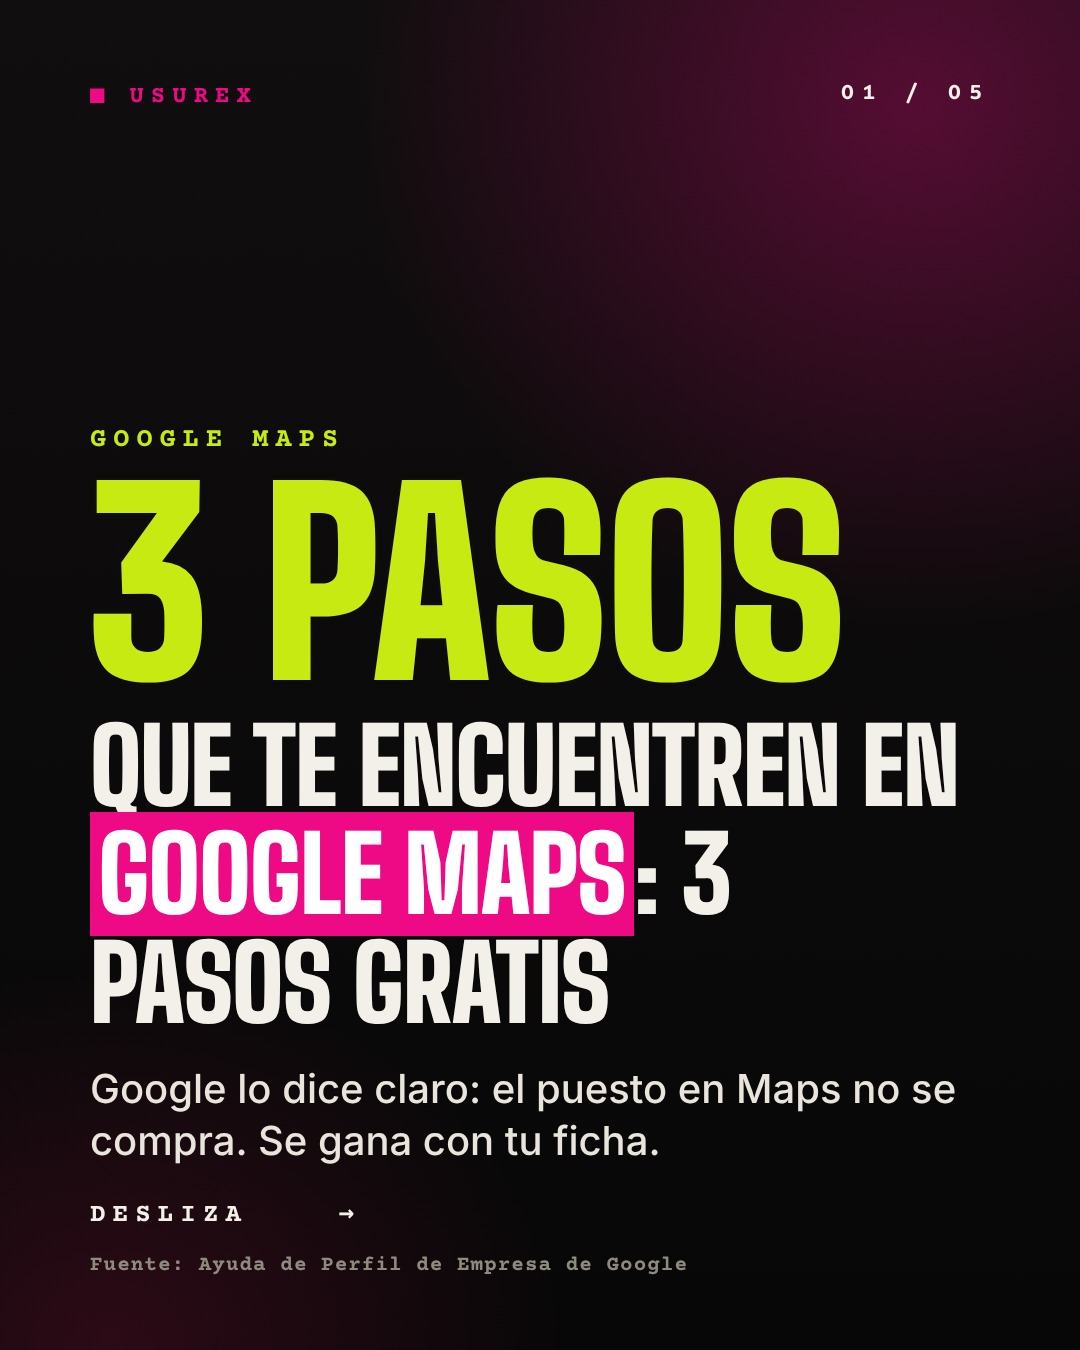 ■ USUREX
01 / 05
GOOGLE MAPS
3 PASOS
QUE TE ENCUENTREN EN
GOOGLE MAPS: 3
PASOS GRATIS
Google lo dice claro: el puesto en Maps no se
compra. Se gana con tu ficha.
DESLIZA →
Fuente: Ayuda de Perfil de Empresa de Google